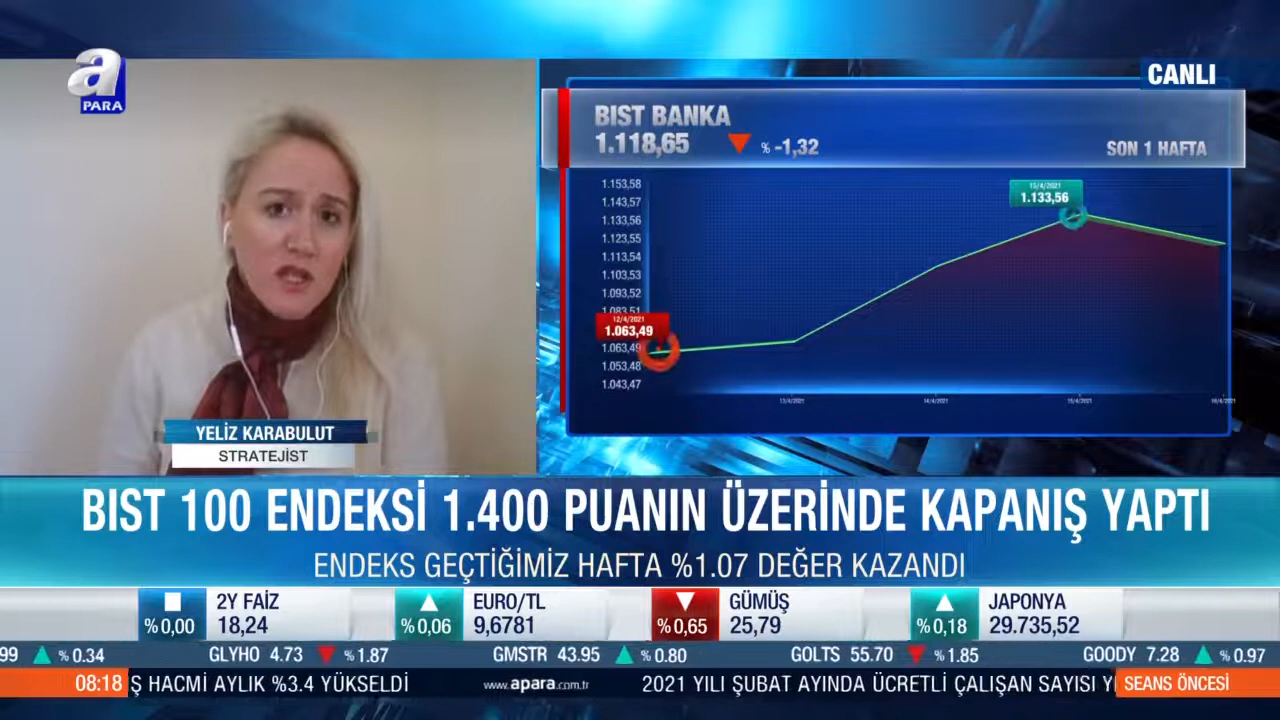 a
PARA
CANLI
BIST BANKA
1.118,65 % -1,32
SON 1 HAFTA
1.153,58
1.143,57
1.133,56
1.123,55
1.113,54
1.103,53
1.093,52
1.083,51
1.063,49
1.053,48
1.043,47
12/4/2021
1.063,49
15/4/2021
1.133,56
13/4/2021 14/4/2021 15/4/2021 16/4/2021
YELİZ KARABULUT
STRATEJİST
BIST 100 ENDEKSİ 1.400 PUANIN ÜZERİNDE KAPANIŞ YAPTI
ENDEKS GEÇTİĞİMİZ HAFTA %1.07 DEĞER KAZANDI
% 0,00 2Y FAİZ 18,24
% 0,06 EURO/TL 9,6781
% 0,65 GÜMÜŞ 25,79
% 0,18 JAPONYA 29.735,52
99 % 0.34 GLYHO 4.73 % 1.87 GMSTR 43.95 % 0.80 GOLTS 55.70 % 1.85 GOODY 7.28 % 0.97
08:18 Ş HACMİ AYLIK %3.4 YÜKSELDİ www.apara.com.tr 2021 YILI ŞUBAT AYINDA ÜCRETLİ ÇALIŞAN SAYISI YI SEANS ÖNCESİ